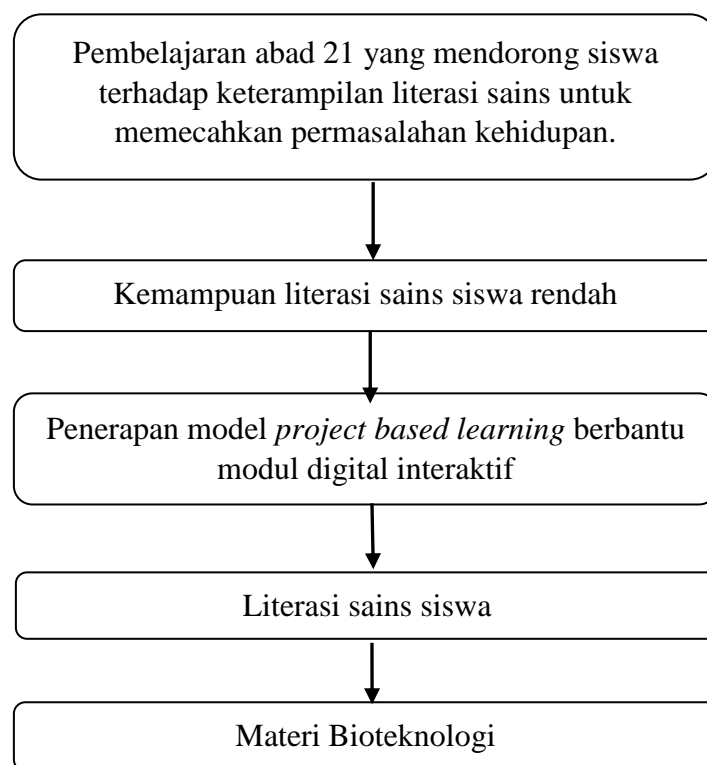 Pembelajaran abad 21 yang mendorong siswa
terhadap keterampilan literasi sains untuk
memecahkan permasalahan kehidupan.
Kemampuan literasi sains siswa rendah
Penerapan model project based learning berbantu
modul digital interaktif
Literasi sains siswa
Materi Bioteknologi